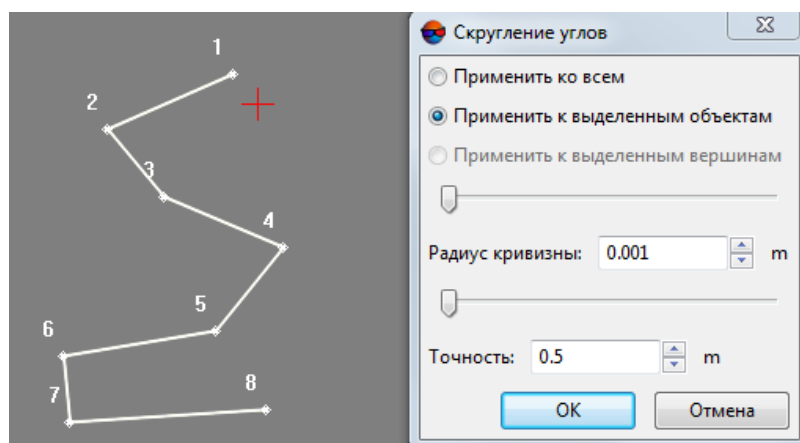 1
2
3
4
5
6
7
8
Скругление углов
Применить ко всем
Применить к выделенным объектам
Применить к выделенным вершинам
Радиус кривизны: 0.001 m
Точность: 0.5 m
OK Отмена